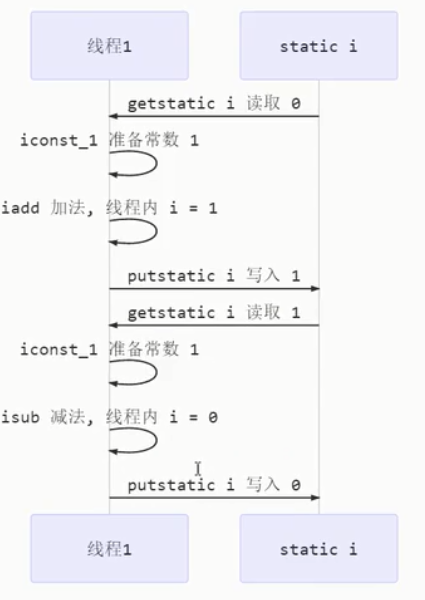 线程1
static i
getstatic i 读取 0
iconst_1 准备常数 1
iadd 加法, 线程内 i = 1
putstatic i 写入 1
getstatic i 读取 1
iconst_1 准备常数 1
isub 减法, 线程内 i = 0
putstatic i 写入 0
线程1
static i